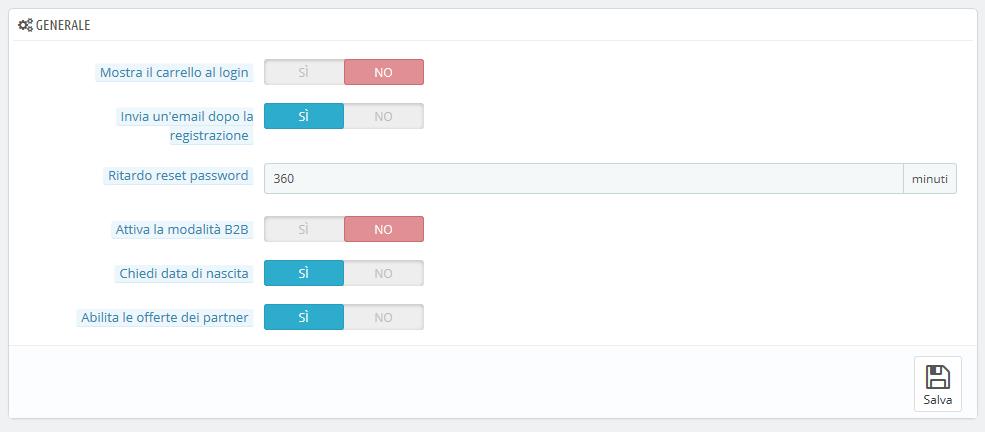 GENERALE
Mostra il carrello al login SÌ NO
Invia un'email dopo la
registrazione SÌ NO
Ritardo reset password 360 minuti
Attiva la modalità B2B SÌ NO
Chiedi data di nascita SÌ NO
Abilita le offerte dei partner SÌ NO
Salva